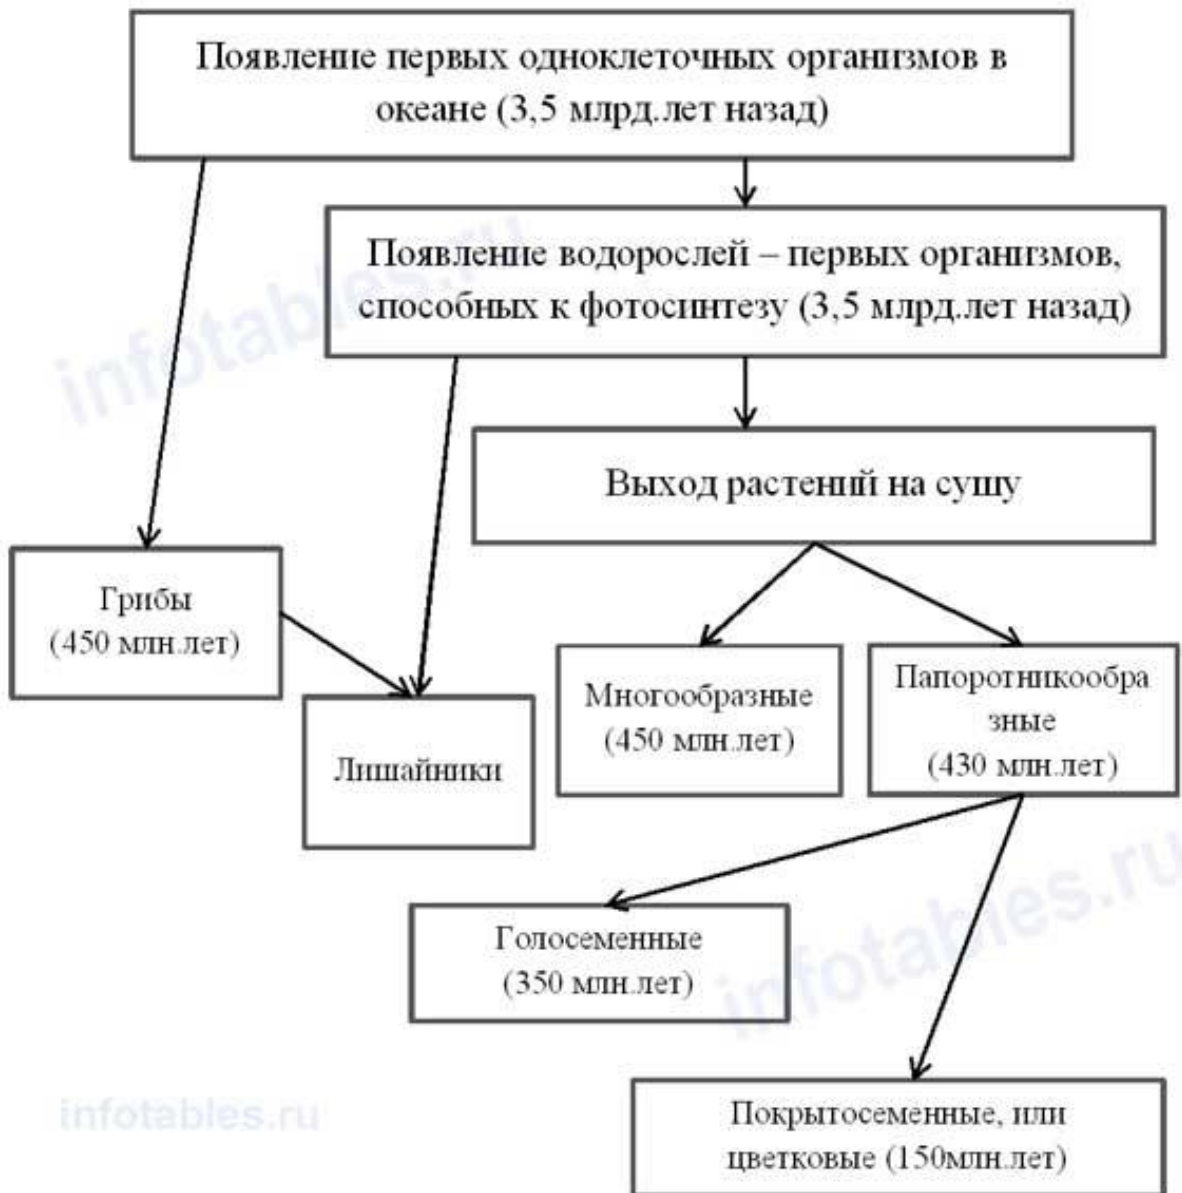 Появление первых одноклеточных организмов в
океане (3,5 млрд.лет назад)
Появление водорослей – первых организмов,
способных к фотосинтезу (3,5 млрд.лет назад)
Выход растений на сушу
Грибы
(450 млн.лет)
Лишайники
Многообразные
(450 млн.лет)
Папоротникообра
зные
(430 млн.лет)
Голосеменные
(350 млн.лет)
Покрытосеменные, или
цветковые (150млн.лет)
infotables.ru
infotables.ru
infotables.ru